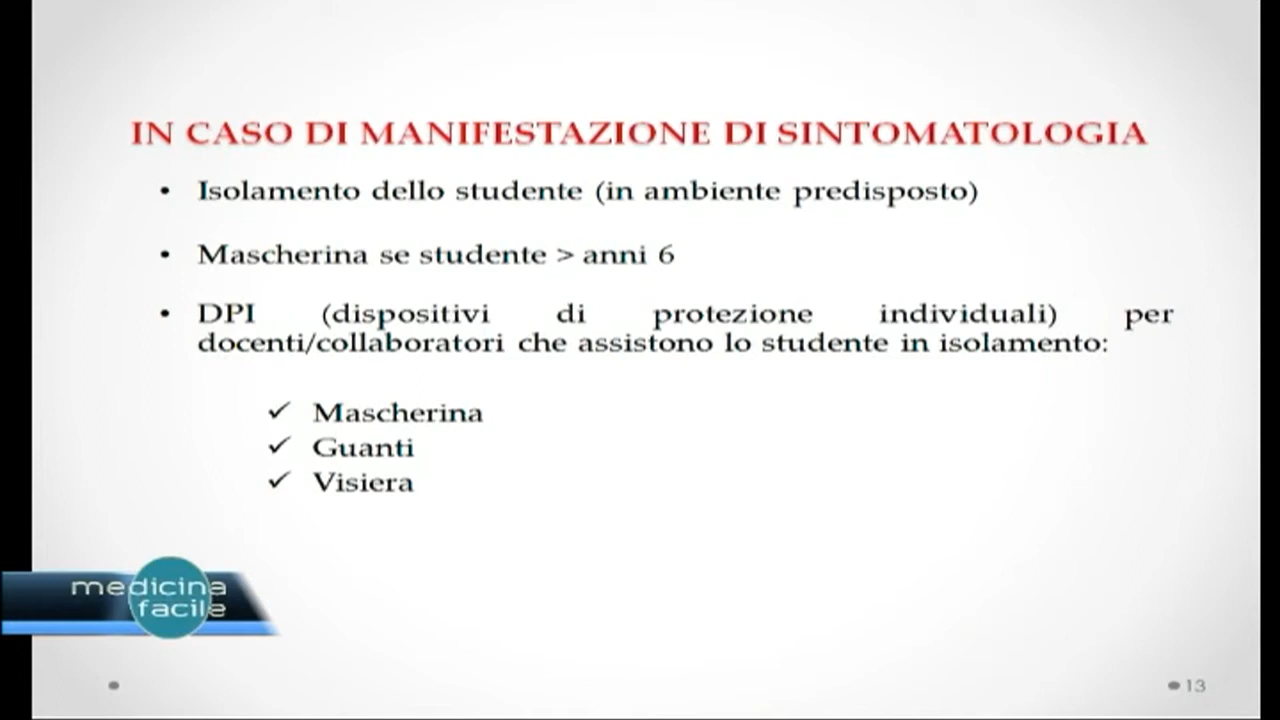 IN CASO DI MANIFESTAZIONE DI SINTOMATOLOGIA
• Isolamento dello studente (in ambiente predisposto)
• Mascherina se studente > anni 6
• DPI (dispositivi di protezione individuali) per
docenti/collaboratori che assistono lo studente in isolamento:
✓ Mascherina
✓ Guanti
✓ Visiera
medicina
facile
13